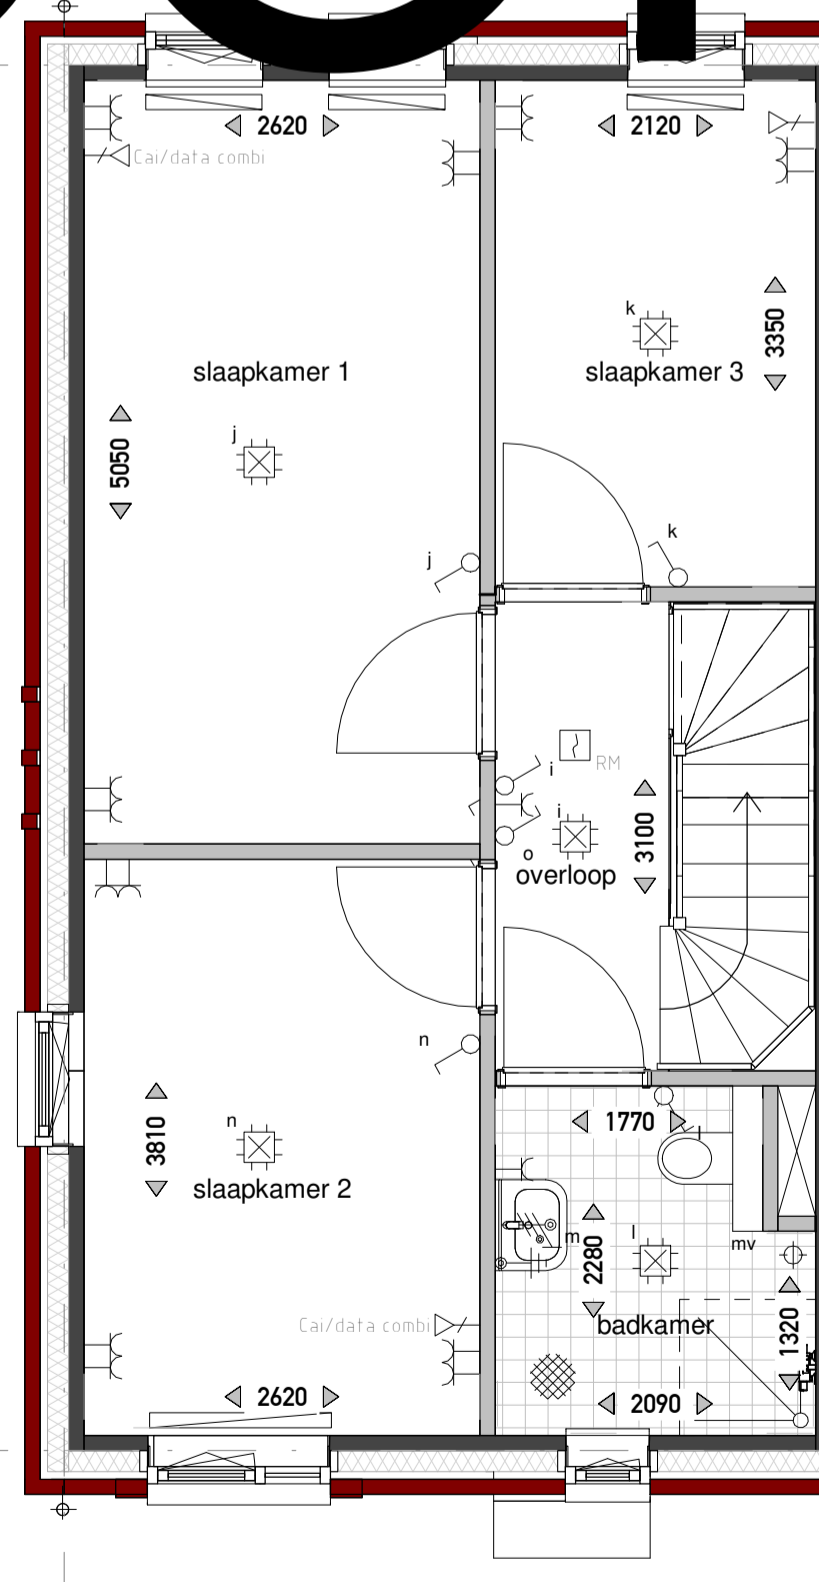 2620
2120
Cai/data combi
k
3350
slaapkamer 1
slaapkamer 3
j
5050
k
j
i
RM
i
3100
o
overloop
n
1770
n
3810
l
slaapkamer 2
m
l
mv
2280
Cai/data combi
badkamer
1320
2620
2090